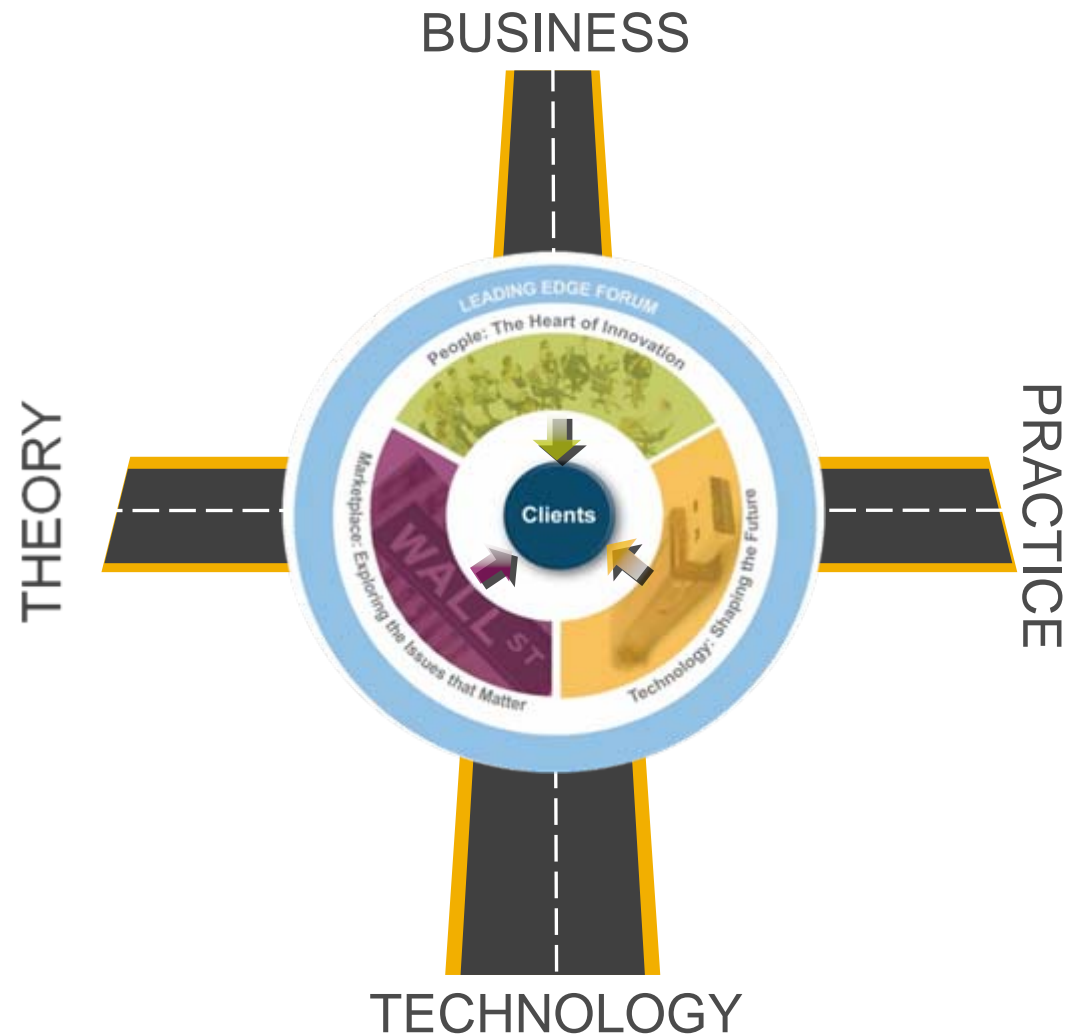 BUSINESS
LEADING EDGE FORUM
People: The Heart of Innovation
THEORY
PRACTICE
Marketplace: Exploring the Issues that Matter
Clients
Technology: Shaping the Future
WALL ST
TECHNOLOGY